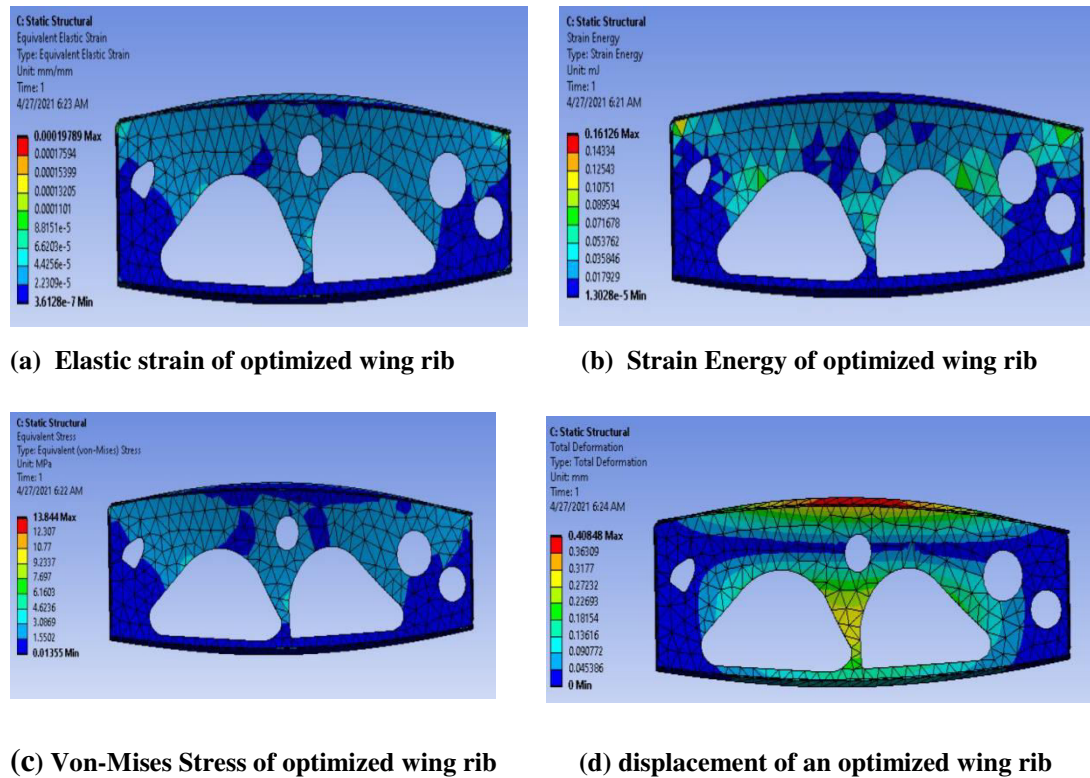 C: Static Structural
Equivalent Elastic Strain
Type: Equivalent Elastic Strain
Unit: mm/mm
Time: 1
4/27/2021 6:23 AM
0.00019789 Max
0.00017594
0.00015399
0.00013205
0.0001101
8.8151e-5
6.6203e-5
4.4256e-5
2.2309e-5
3.6128e-7 Min
C: Static Structural
Strain Energy
Type: Strain Energy
Unit: mJ
Time: 1
4/27/2021 6:21 AM
0.16126 Max
0.14334
0.12543
0.10751
0.089594
0.071678
0.053762
0.035846
0.017929
1.3028e-5 Min
(a) Elastic strain of optimized wing rib
(b) Strain Energy of optimized wing rib
C: Static Structural
Equivalent Stress
Type: Equivalent (von-Mises) Stress
Unit: MPa
Time: 1
4/27/2021 6:22 AM
13.844 Max
12.307
10.77
9.2337
7.697
6.1603
4.6236
3.0869
1.5502
0.01355 Min
C: Static Structural
Total Deformation
Type: Total Deformation
Unit: mm
Time: 1
4/27/2021 6:24 AM
0.40848 Max
0.36309
0.3177
0.27232
0.22693
0.18154
0.13616
0.090772
0.045386
0 Min
(c) Von-Mises Stress of optimized wing rib
(d) displacement of an optimized wing rib